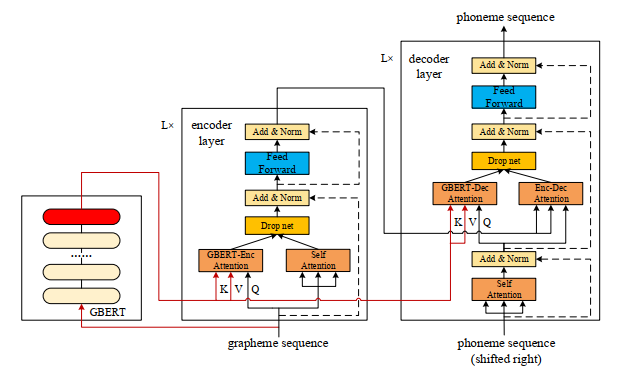 phoneme sequence
L×
decoder
layer
Add & Norm
Feed
Forward
Add & Norm
Drop net
GBERT-Dec
Attention
Enc-Dec
Attention
K V Q
Add & Norm
Self
Attention
phoneme sequence
(shifted right)
L×
encoder
layer
Add & Norm
Feed
Forward
Add & Norm
Drop net
GBERT-Enc
Attention
Self
Attention
K V Q
grapheme sequence
......
GBERT